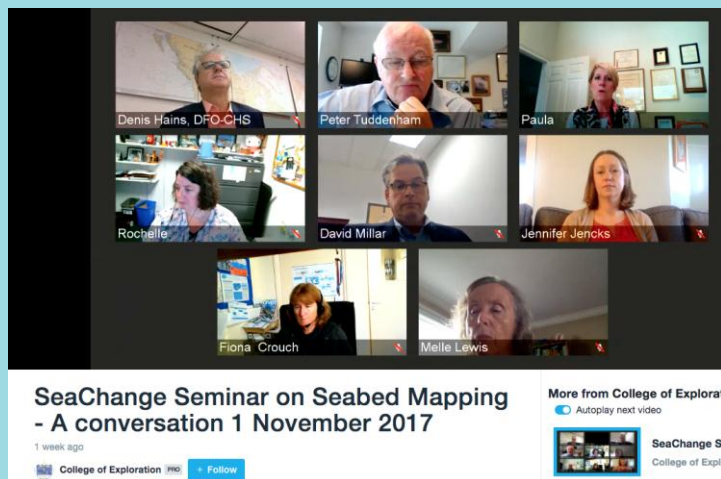 Denis Hains, DFO-CHS
Peter Tuddenham
Paula
Rochelle
David Millar
Jennifer Jencks
Fiona Crouch
Melle Lewis
SeaChange Seminar on Seabed Mapping
- A conversation 1 November 2017
1 week ago
College of Exploration PRO + Follow
More from College of Explorat
Autoplay next video
SeaChange S
College of Expl